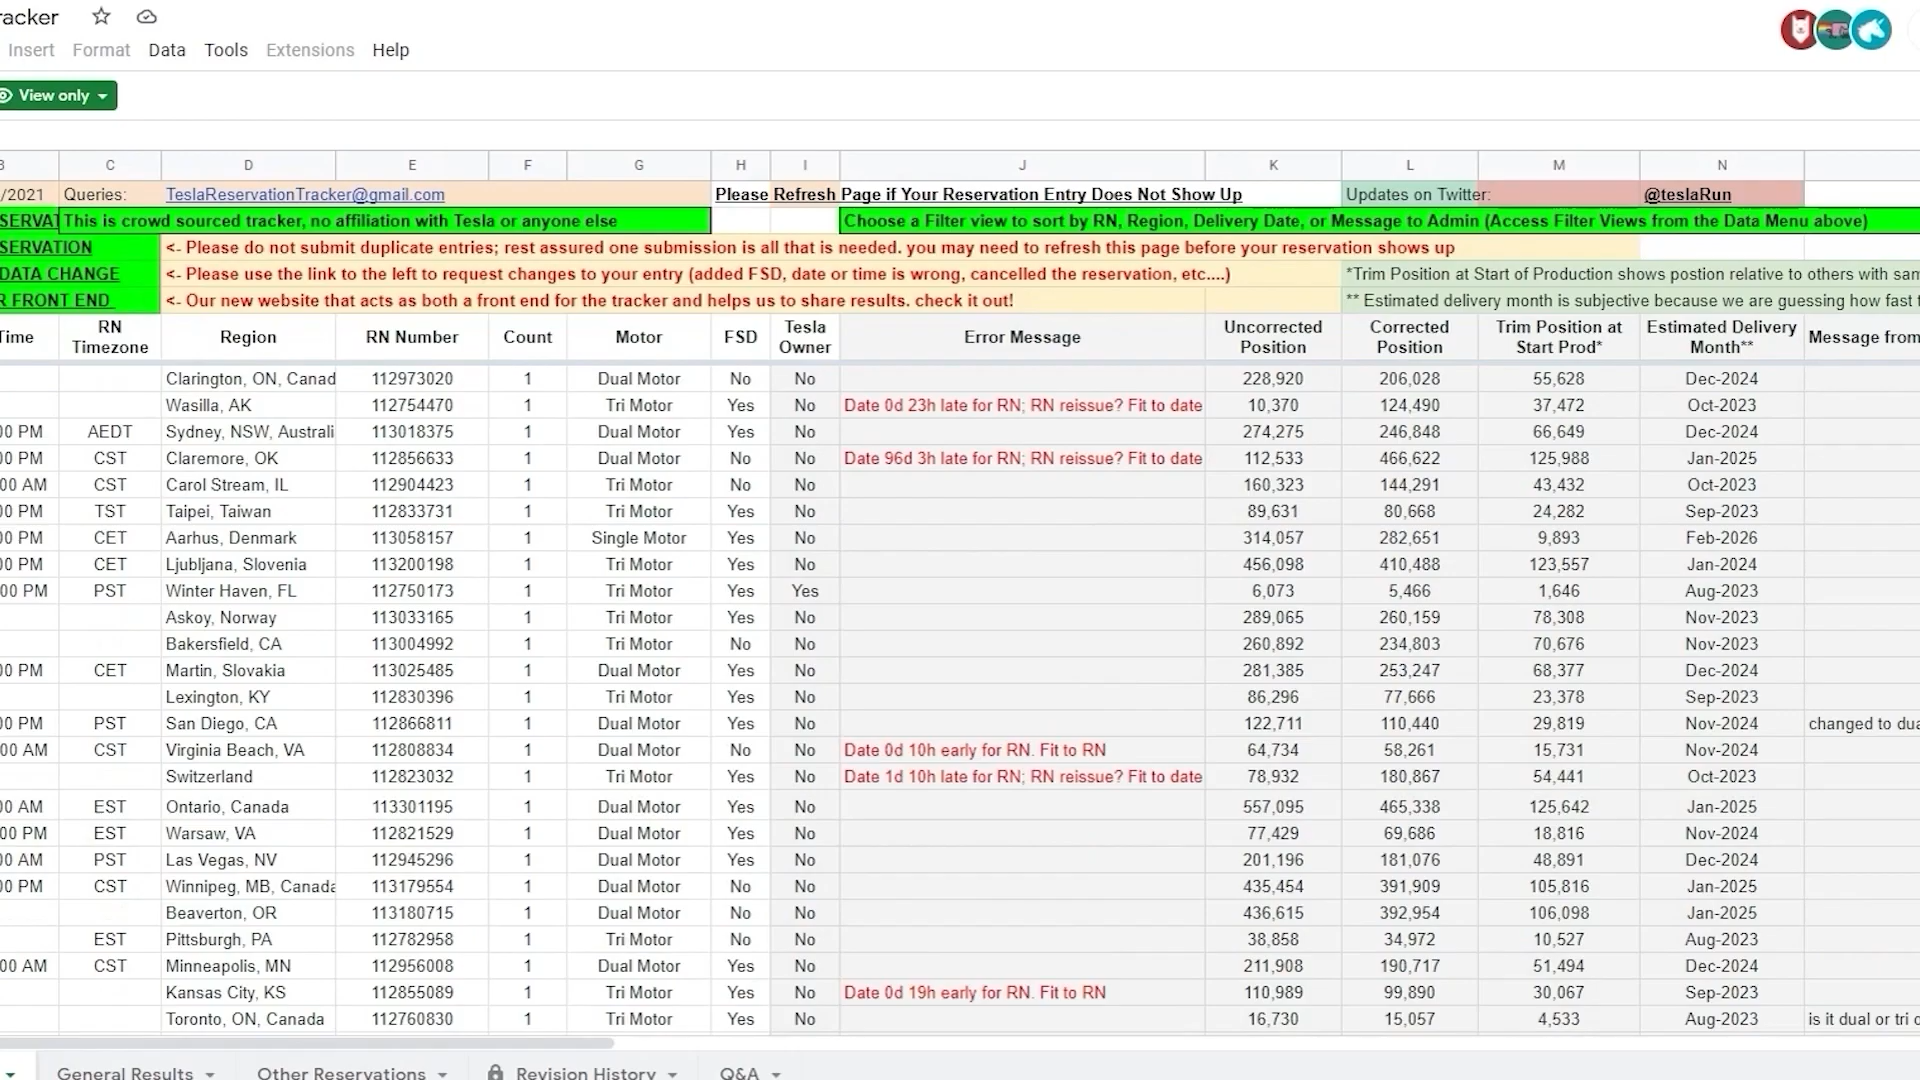 racker
Insert Format Data Tools Extensions Help
View only
B C D E F G H I J K L M N
/2021 Queries: TeslaReservationTracker@gmail.com Please Refresh Page if Your Reservation Entry Does Not Show Up Updates on Twitter: @teslaRun
SERVAT This is crowd sourced tracker, no affiliation with Tesla or anyone else Choose a Filter view to sort by RN, Region, Delivery Date, or Message to Admin (Access Filter Views from the Data Menu above)
SERVATION <- Please do not submit duplicate entries; rest assured one submission is all that is needed. you may need to refresh this page before your reservation shows up
DATA CHANGE <- Please use the link to the left to request changes to your entry (added FSD, date or time is wrong, cancelled the reservation, etc....) *Trim Position at Start of Production shows postion relative to others with sam
R FRONT END <- Our new website that acts as both a front end for the tracker and helps us to share results. check it out! ** Estimated delivery month is subjective because we are guessing how fast t
Time RN Timezone Region RN Number Count Motor FSD Tesla Owner Error Message Uncorrected Position Corrected Position Trim Position at Start Prod* Estimated Delivery Month** Message from
Clarington, ON, Canad 112973020 1 Dual Motor No No 228,920 206,028 55,628 Dec-2024
Wasilla, AK 112754470 1 Tri Motor Yes No Date 0d 23h late for RN; RN reissue? Fit to date 10,370 124,490 37,472 Oct-2023
00 PM AEDT Sydney, NSW, Australi 113018375 1 Dual Motor Yes No 274,275 246,848 66,649 Dec-2024
00 PM CST Claremore, OK 112856633 1 Dual Motor No No Date 96d 3h late for RN; RN reissue? Fit to date 112,533 466,622 125,988 Jan-2025
00 AM CST Carol Stream, IL 112904423 1 Tri Motor No No 160,323 144,291 43,432 Oct-2023
00 PM TST Taipei, Taiwan 112833731 1 Tri Motor Yes No 89,631 80,668 24,282 Sep-2023
00 PM CET Aarhus, Denmark 113058157 1 Single Motor Yes No 314,057 282,651 9,893 Feb-2026
00 PM CET Ljubljana, Slovenia 113200198 1 Tri Motor Yes No 456,098 410,488 123,557 Jan-2024
:00 PM PST Winter Haven, FL 112750173 1 Tri Motor Yes Yes 6,073 5,466 1,646 Aug-2023
Askoy, Norway 113033165 1 Tri Motor Yes No 289,065 260,159 78,308 Nov-2023
Bakersfield, CA 113004992 1 Tri Motor No No 260,892 234,803 70,676 Nov-2023
00 PM CET Martin, Slovakia 113025485 1 Dual Motor Yes No 281,385 253,247 68,377 Dec-2024
Lexington, KY 112830396 1 Tri Motor Yes No 86,296 77,666 23,378 Sep-2023
00 PM PST San Diego, CA 112866811 1 Dual Motor Yes No 122,711 110,440 29,819 Nov-2024 changed to dua
:00 AM CST Virginia Beach, VA 112808834 1 Dual Motor No No Date 0d 10h early for RN. Fit to RN 64,734 58,261 15,731 Nov-2024
Switzerland 112823032 1 Tri Motor Yes No Date 1d 10h late for RN; RN reissue? Fit to date 78,932 180,867 54,441 Oct-2023
00 AM EST Ontario, Canada 113301195 1 Dual Motor Yes No 557,095 465,338 125,642 Jan-2025
:00 PM EST Warsaw, VA 112821529 1 Dual Motor Yes No 77,429 69,686 18,816 Nov-2024
00 AM PST Las Vegas, NV 112945296 1 Dual Motor Yes No 201,196 181,076 48,891 Dec-2024
00 PM CST Winnipeg, MB, Canada 113179554 1 Dual Motor No No 435,454 391,909 105,816 Jan-2025
Beaverton, OR 113180715 1 Dual Motor No No 436,615 392,954 106,098 Jan-2025
EST Pittsburgh, PA 112782958 1 Tri Motor No No 38,858 34,972 10,527 Aug-2023
:00 AM CST Minneapolis, MN 112956008 1 Dual Motor Yes No 211,908 190,717 51,494 Dec-2024
Kansas City, KS 112855089 1 Tri Motor Yes No Date 0d 19h early for RN. Fit to RN 110,989 99,890 30,067 Sep-2023
Toronto, ON, Canada 112760830 1 Tri Motor Yes No 16,730 15,057 4,533 Aug-2023 is it dual or tri
General Results Other Reservations Revision History Q&A